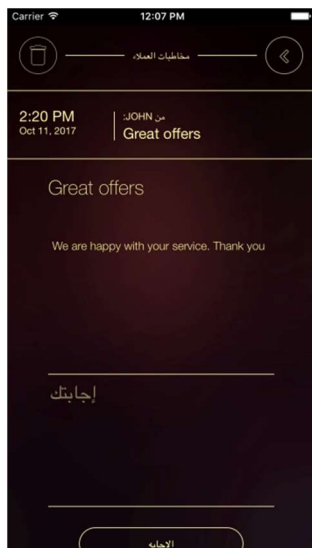 Carrier 12:07 PM
مخاطبات العملاء
2:20 PM
Oct 11, 2017
من JOHN:
Great offers
Great offers
We are happy with your service. Thank you
إجابتك
الاجابه